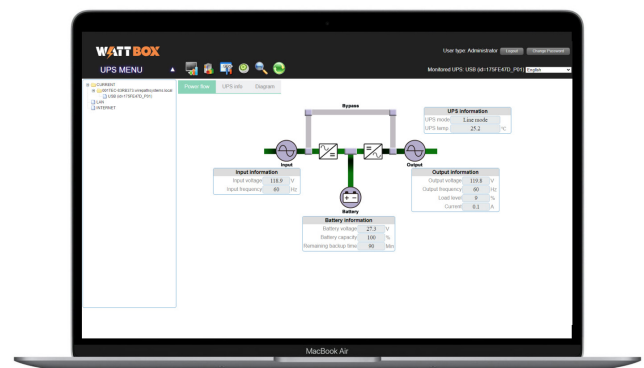 WATTBOX
User type: Administrator Logout Change Password
UPS MENU
Monitored UPS: USB (id=175FE47D_P01) English
CURRENT
USB (id=175FE47D_P01)
LAN
INTERNET
Power flow UPS info Diagram
Bypass
UPS information
UPS mode Line mode
UPS temp 25.2 °C
Input
Output
Input information
Input voltage 118.9 V
Input frequency 60 Hz
Output information
Output voltage 119.8 V
Output frequency 60 Hz
Load level 0 %
Current 0.1 A
Battery
Battery information
Battery voltage 27.3 V
Battery capacity 100 %
Remaining backup time 90 Min
MacBook Air